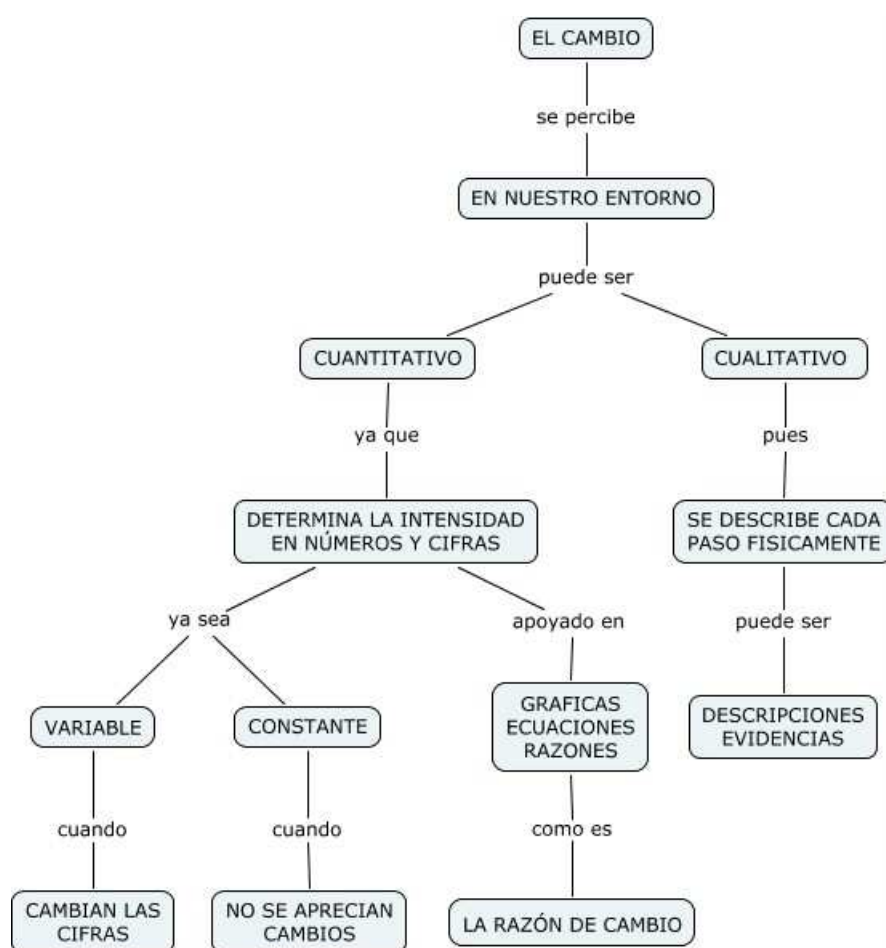 EL CAMBIO
se percibe
EN NUESTRO ENTORNO
puede ser
CUANTITATIVO
CUALITATIVO
ya que
pues
DETERMINA LA INTENSIDAD
EN NÚMEROS Y CIFRAS
SE DESCRIBE CADA
PASO FISICAMENTE
ya sea
apoyado en
puede ser
VARIABLE
CONSTANTE
GRAFICAS
ECUACIONES
RAZONES
DESCRIPCIONES
EVIDENCIAS
cuando
cuando
como es
CAMBIAN LAS
CIFRAS
NO SE APRECIAN
CAMBIOS
LA RAZÓN DE CAMBIO